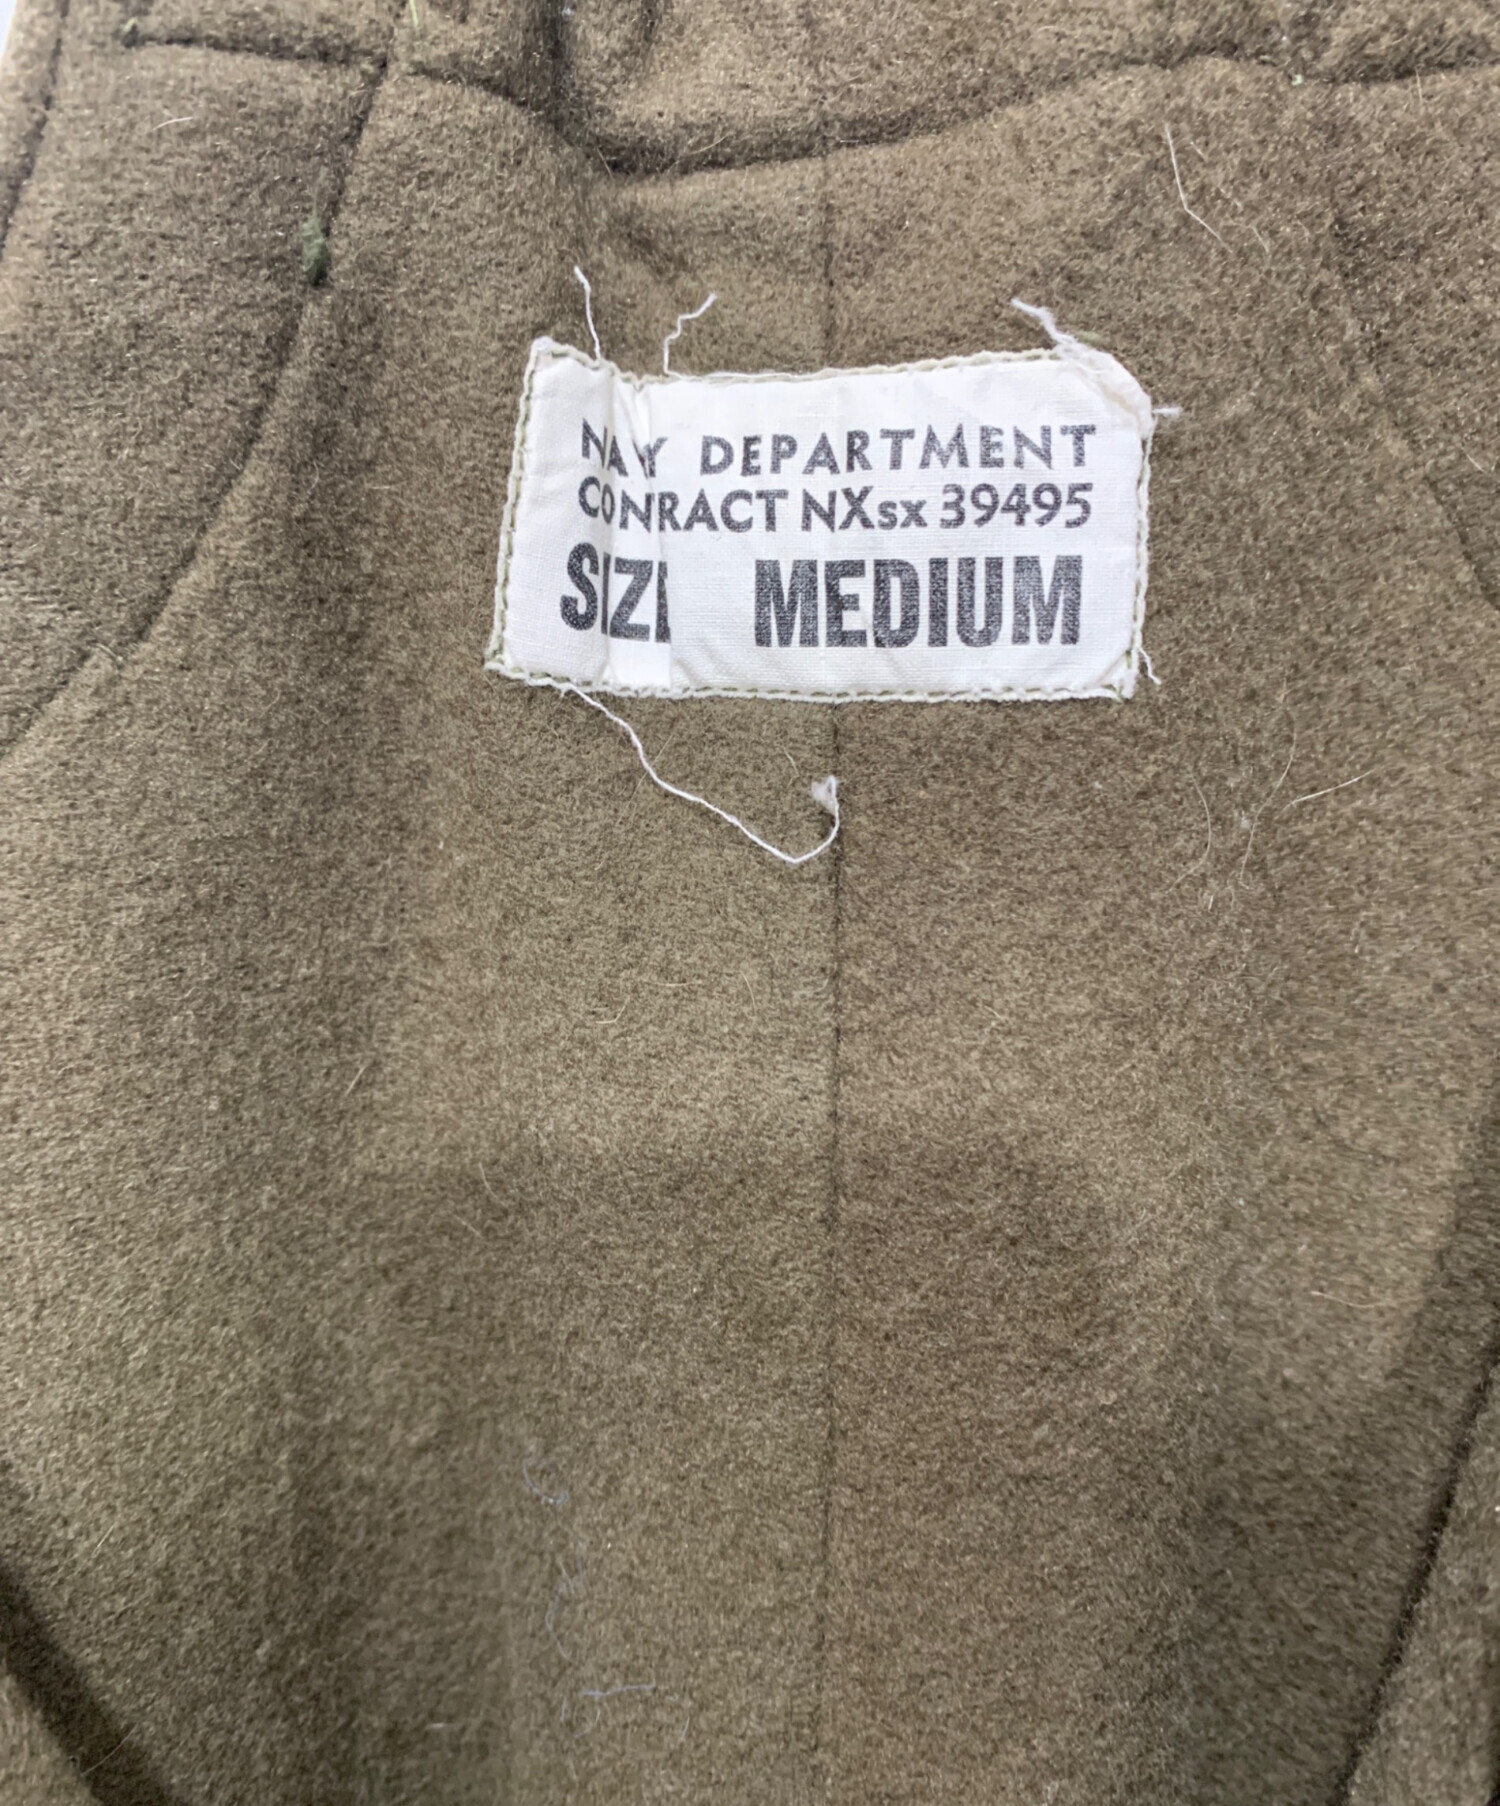 NAVY DEPARTMENT
CONRACT NXsx 39495
SIZE MEDIUM